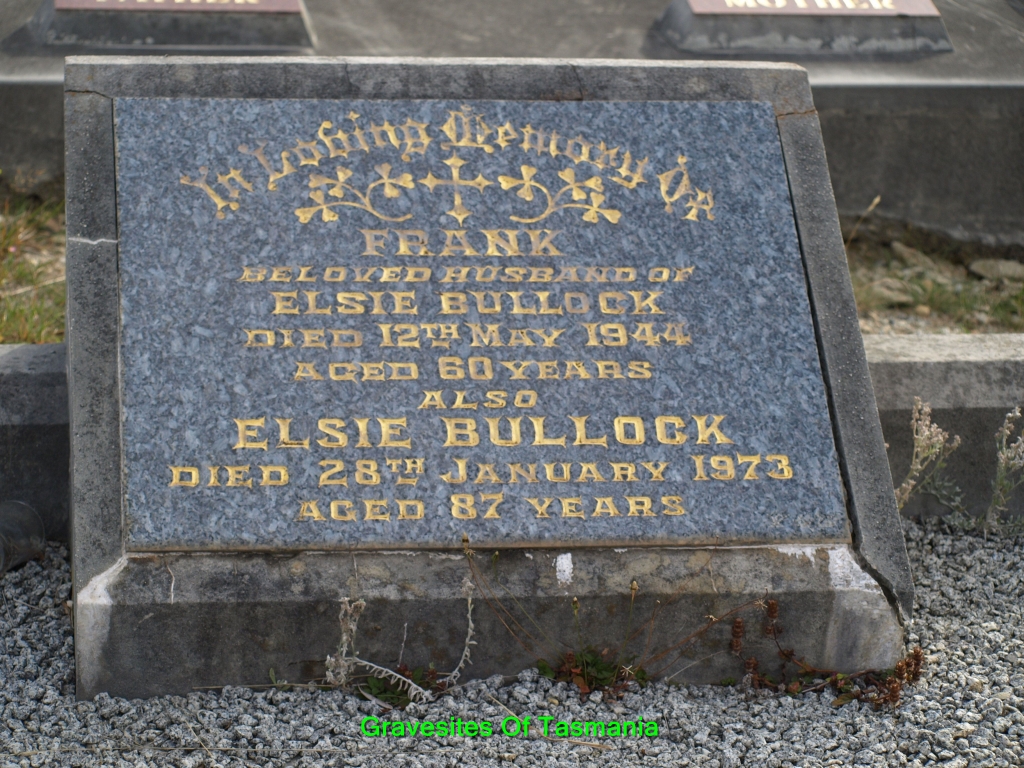 MOTHER
In Loving Memory Of
FRANK
BELOVED HUSBAND OF
ELSIE BULLOCK
DIED 12TH MAY 1944
AGED 60 YEARS
ALSO
ELSIE BULLOCK
DIED 28TH JANUARY 1973
AGED 87 YEARS
Gravesites Of Tasmania